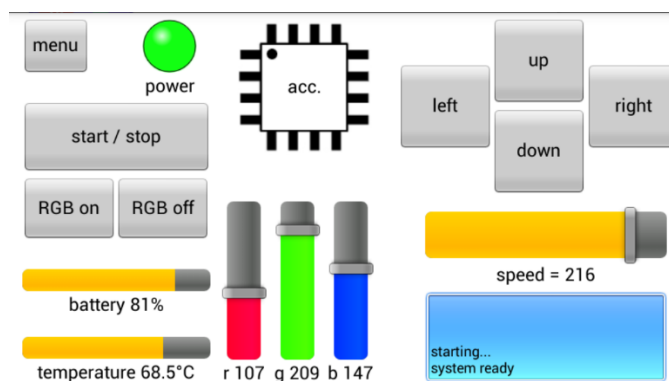 menu
power
acc.
up
left
right
down
start / stop
RGB on
RGB off
speed = 216
battery 81%
starting...
system ready
temperature 68.5°C
r 107
g 209
b 147